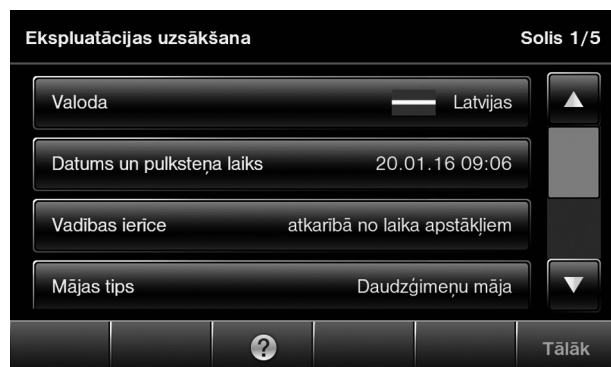 Ekspluatācijas uzsākšana Solis 1/5
Valoda Latvijas
Datums un pulksteņa laiks 20.01.16 09:06
Vadības ierīce atkarībā no laika apstākļiem
Mājas tips Daudzģimeņu māja
? Tālāk